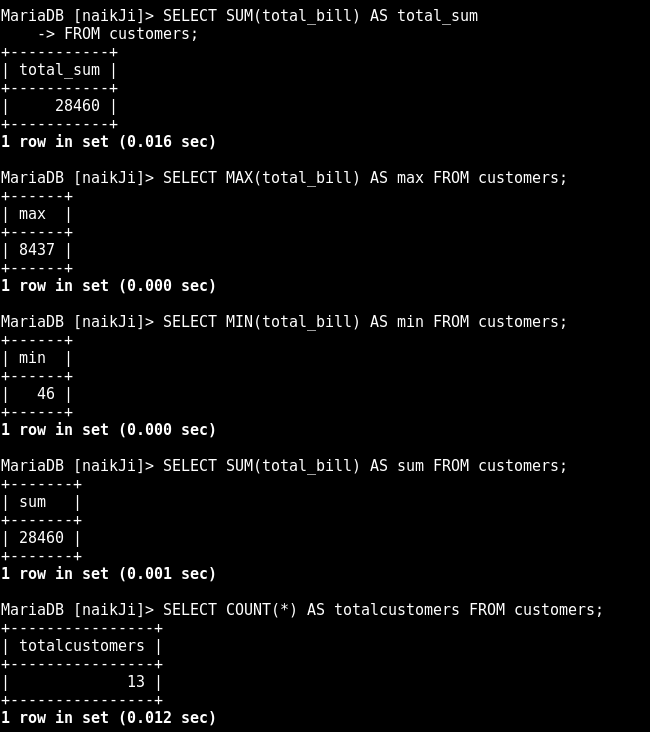 MariaDB [naikJi]> SELECT SUM(total_bill) AS total_sum
    -> FROM customers;
+-----------+
| total_sum |
+-----------+
|     28460 |
+-----------+
1 row in set (0.016 sec)

MariaDB [naikJi]> SELECT MAX(total_bill) AS max FROM customers;
+------+
| max  |
+------+
| 8437 |
+------+
1 row in set (0.000 sec)

MariaDB [naikJi]> SELECT MIN(total_bill) AS min FROM customers;
+------+
| min  |
+------+
|   46 |
+------+
1 row in set (0.000 sec)

MariaDB [naikJi]> SELECT SUM(total_bill) AS sum FROM customers;
+-------+
| sum   |
+-------+
| 28460 |
+-------+
1 row in set (0.001 sec)

MariaDB [naikJi]> SELECT COUNT(*) AS totalcustomers FROM customers;
+----------------+
| totalcustomers |
+----------------+
|             13 |
+----------------+
1 row in set (0.012 sec)